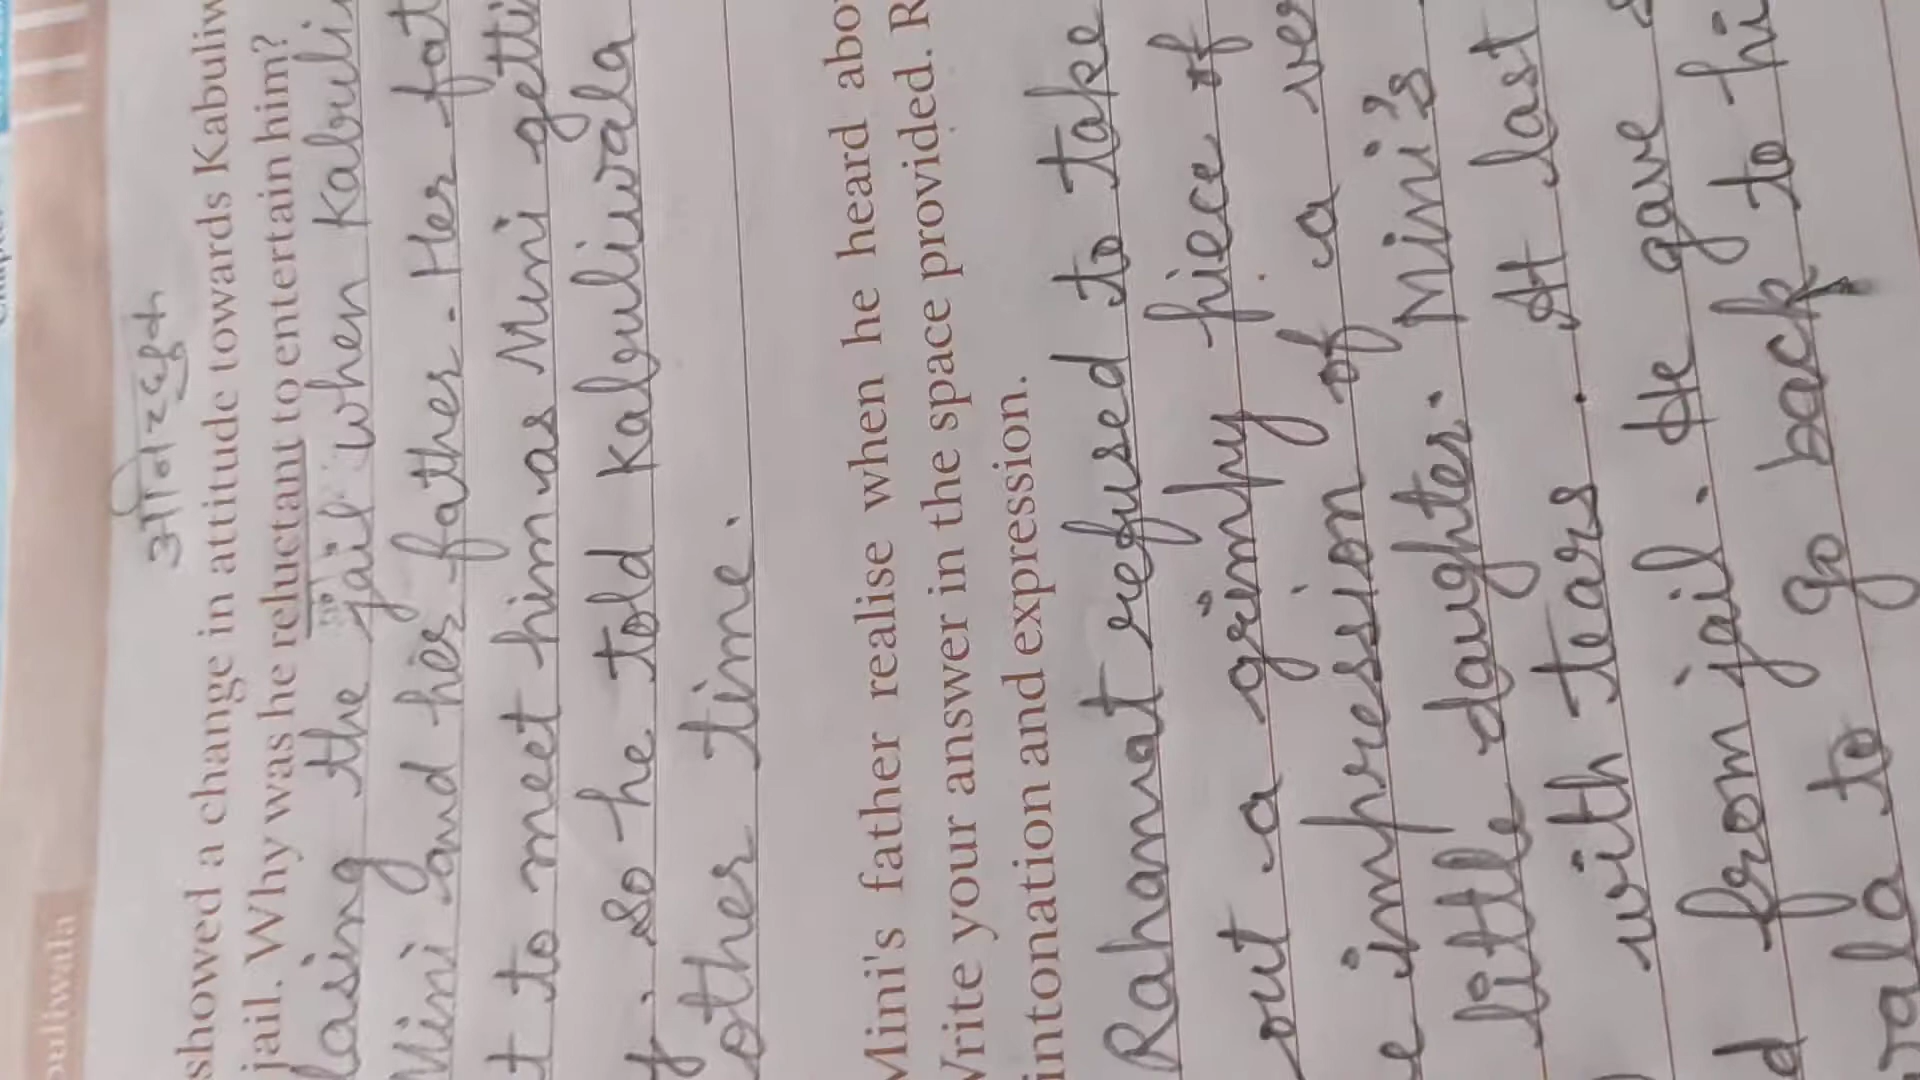 अनिच्छुक
showed a change in attitude towards Kabuliw
jail. Why was he reluctant to entertain him?
lasing the jail when Kabuli
Mini and her father. Her fat
t to meet him as Mini getti
y. So he told Kabuliwala
other time.
Mini's father realise when he heard abo
Write your answer in the space provided. R
intonation and expression.
Rahamat refused to take
out a grimpy piece of
e impression of a ver
little daughter. Mini's
with tears. At last
d from jail. He gave s
wala to go back to hi